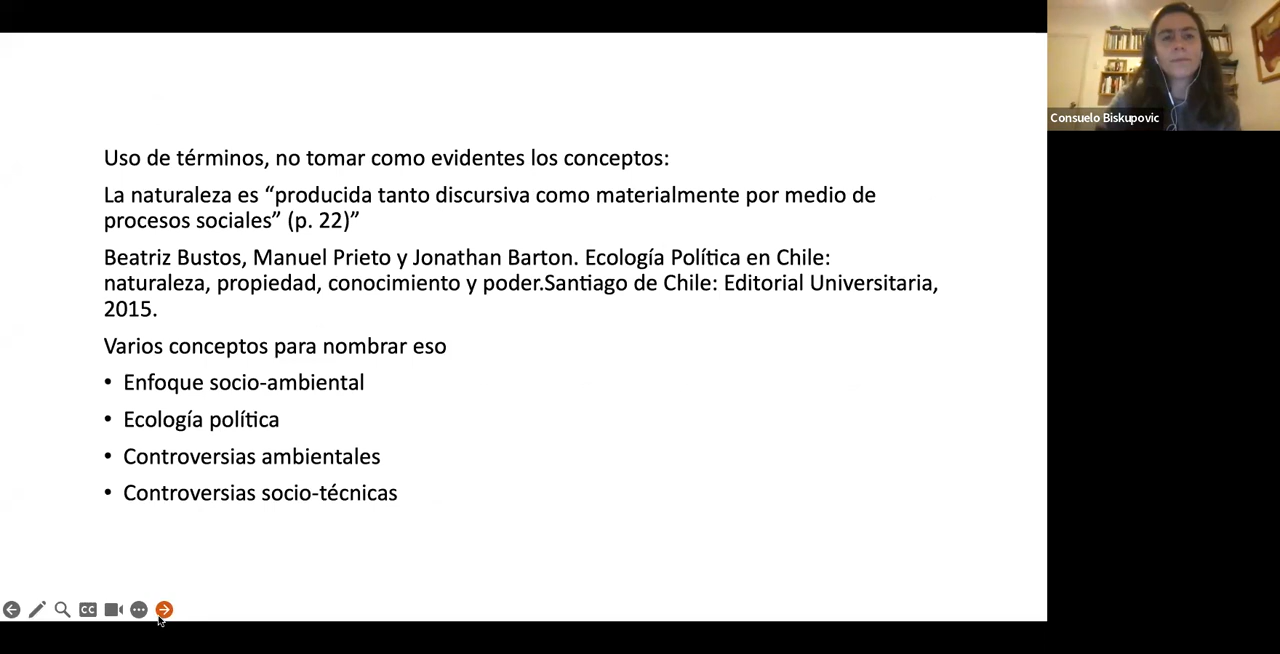 Uso de términos, no tomar como evidentes los conceptos:
La naturaleza es “producida tanto discursiva como materialmente por medio de
procesos sociales” (p. 22)”
Beatriz Bustos, Manuel Prieto y Jonathan Barton. Ecología Política en Chile:
naturaleza, propiedad, conocimiento y poder.Santiago de Chile: Editorial Universitaria,
2015.
Varios conceptos para nombrar eso
• Enfoque socio-ambiental
• Ecología política
• Controversias ambientales
• Controversias socio-técnicas
CC
Consuelo Biskupovic